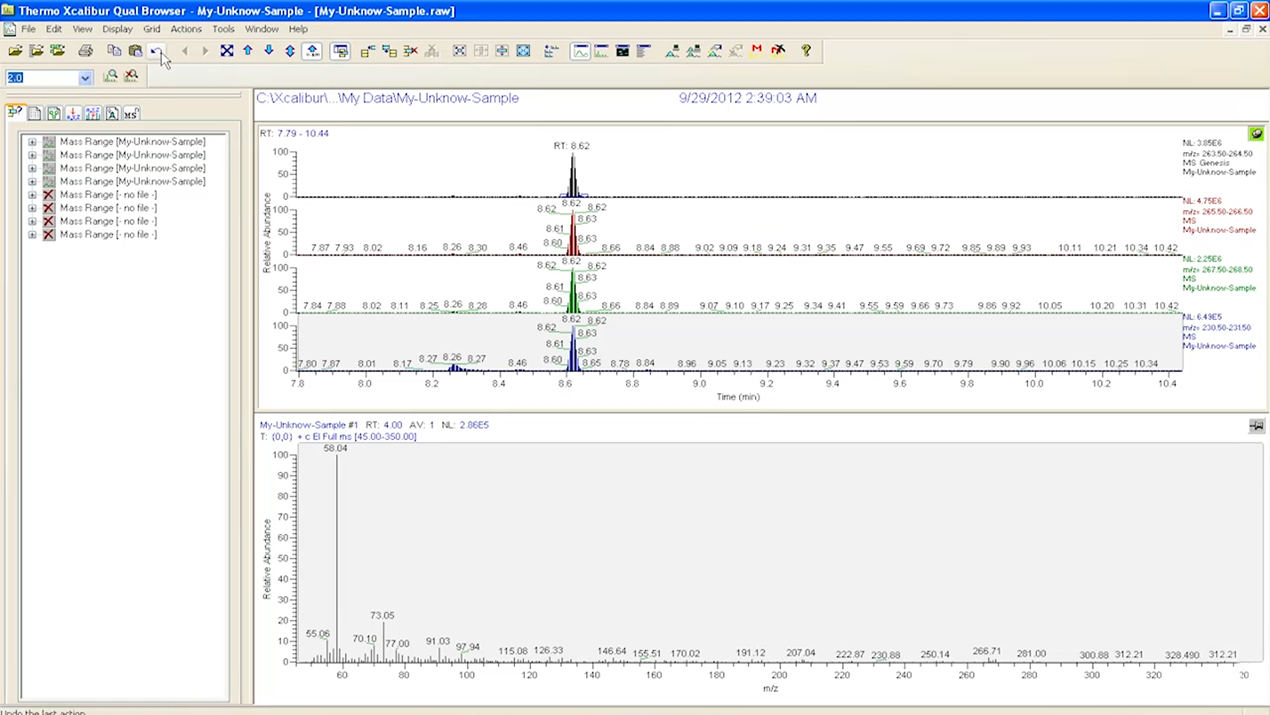 Thermo Xcalibur Qual Browser - My-Unknow-Sample - [My-Unknow-Sample.raw]
File Edit View Display Grid Actions Tools Window Help
2.0
Mass Range [My-Unknow-Sample]
Mass Range [My-Unknow-Sample]
Mass Range [My-Unknow-Sample]
Mass Range [My-Unknow-Sample]
Mass Range [- no file -]
Mass Range [- no file -]
Mass Range [- no file -]
Mass Range [- no file -]
C:\Xcalibur\...\My Data\My-Unknow-Sample 9/29/2012 2:39:03 AM
RT: 7.79 - 10.44
RT: 8.62
100
50
0
NL: 3.85E6
m/z= 263.50-264.50
MS Genesis
My-Unknow-Sample
8.62
8.62 8.62
8.63
8.61
8.60 8.63
7.87 7.93 8.02 8.16 8.26 8.30 8.46 8.66 8.84 8.88 9.02 9.09 9.18 9.24 9.31 9.35 9.47 9.55 9.69 9.72 9.85 9.89 9.93 10.11 10.21 10.34 10.42
100
50
0
NL: 4.75E6
m/z= 265.50-266.50
MS
My-Unknow-Sample
8.62
8.62 8.62
8.63
8.61
8.60 8.63
7.84 7.88 8.02 8.11 8.25 8.26 8.30 8.46 8.66 8.84 8.89 9.07 9.10 9.17 9.25 9.34 9.41 9.55 9.59 9.66 9.73 9.86 9.92 10.05 10.20 10.31 10.42
100
50
0
NL: 2.25E6
m/z= 267.50-268.50
MS
My-Unknow-Sample
8.62
8.62 8.62
8.63
8.61
8.60 8.63
8.65
7.80 7.87 8.01 8.17 8.27 8.26 8.27 8.46 8.78 8.84 8.96 9.05 9.13 9.23 9.37 9.45 9.53 9.59 9.70 9.79 9.90 9.96 10.06 10.15 10.25 10.34
100
50
0
NL: 6.49E5
m/z= 230.50-231.50
MS
My-Unknow-Sample
7.8 8.0 8.2 8.4 8.6 8.8 9.0 9.2 9.4 9.6 9.8 10.0 10.2 10.4
Time (min)
Relative Abundance
My-Unknow-Sample #1 RT: 4.00 AV: 1 NL: 2.86E5
T: {0,0} + c EI Full ms [45.00-350.00]
58.04
100
90
80
70
60
50
40
30
20
10
0
Relative Abundance
73.05
55.06 70.10 77.00 91.03 97.94 115.08 126.33 146.64 155.51 170.02 191.12 207.04 222.87 230.88 250.14 266.71 281.00 300.88 312.21 328.490 312.21
60 80 100 120 140 160 180 200 220 240 260 280 300 320 20
m/z
Undo the last action